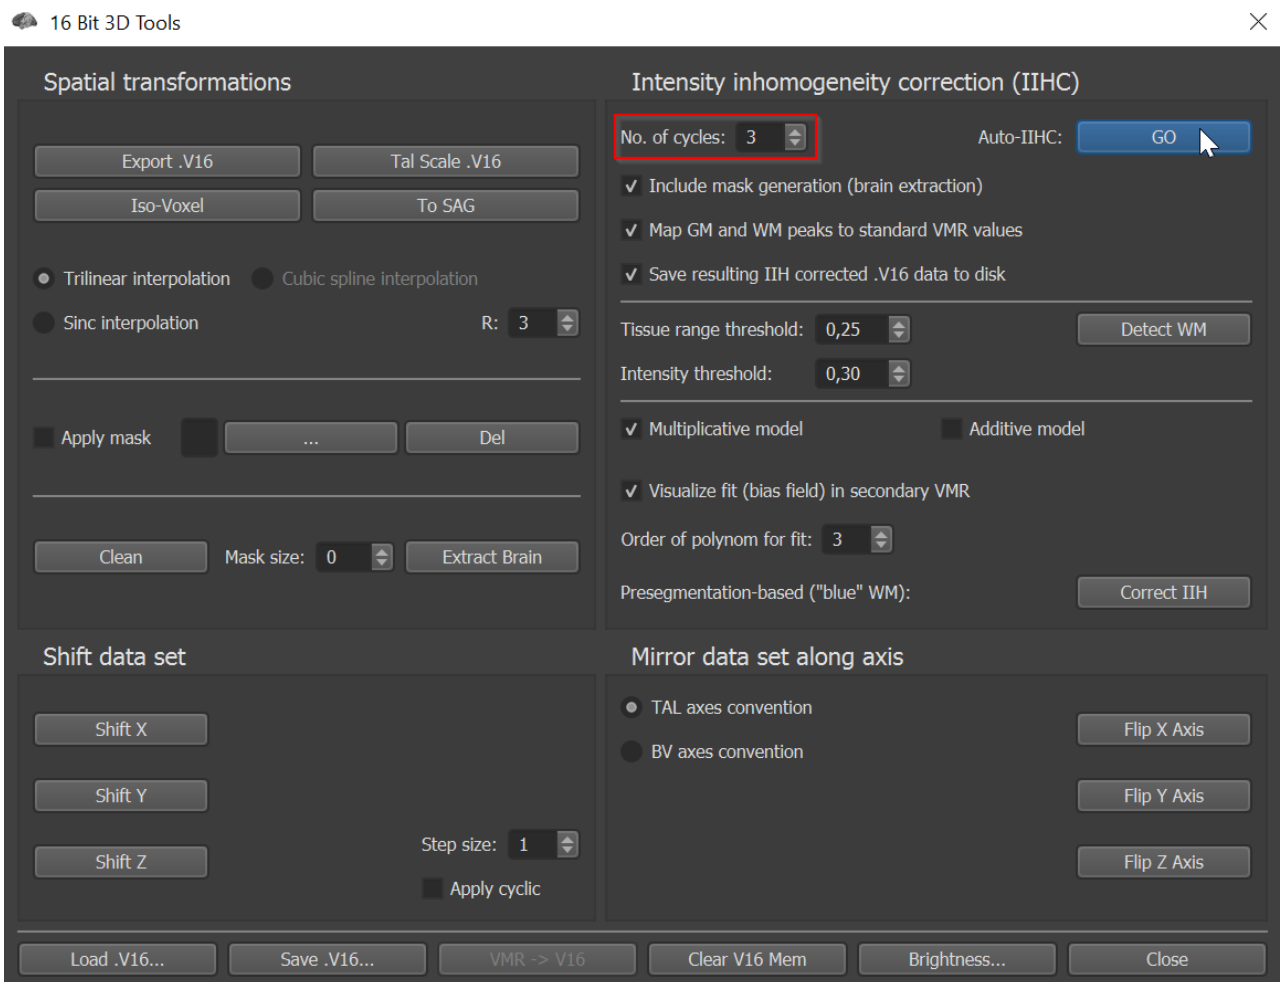 16 Bit 3D Tools
Spatial transformations
Export .V16
Tal Scale .V16
Iso-Voxel
To SAG
Trilinear interpolation
Cubic spline interpolation
Sinc interpolation
R: 3
Apply mask
...
Del
Clean
Mask size: 0
Extract Brain
Intensity inhomogeneity correction (IIHC)
No. of cycles: 3
Auto-IIHC:
GO
Include mask generation (brain extraction)
Map GM and WM peaks to standard VMR values
Save resulting IIH corrected .V16 data to disk
Tissue range threshold: 0,25
Detect WM
Intensity threshold: 0,30
Multiplicative model
Additive model
Visualize fit (bias field) in secondary VMR
Order of polynom for fit: 3
Presegmentation-based ("blue" WM):
Correct IIH
Shift data set
Shift X
Shift Y
Shift Z
Step size: 1
Apply cyclic
Mirror data set along axis
TAL axes convention
BV axes convention
Flip X Axis
Flip Y Axis
Flip Z Axis
Load .V16...
Save .V16...
VMR -> V16
Clear V16 Mem
Brightness...
Close